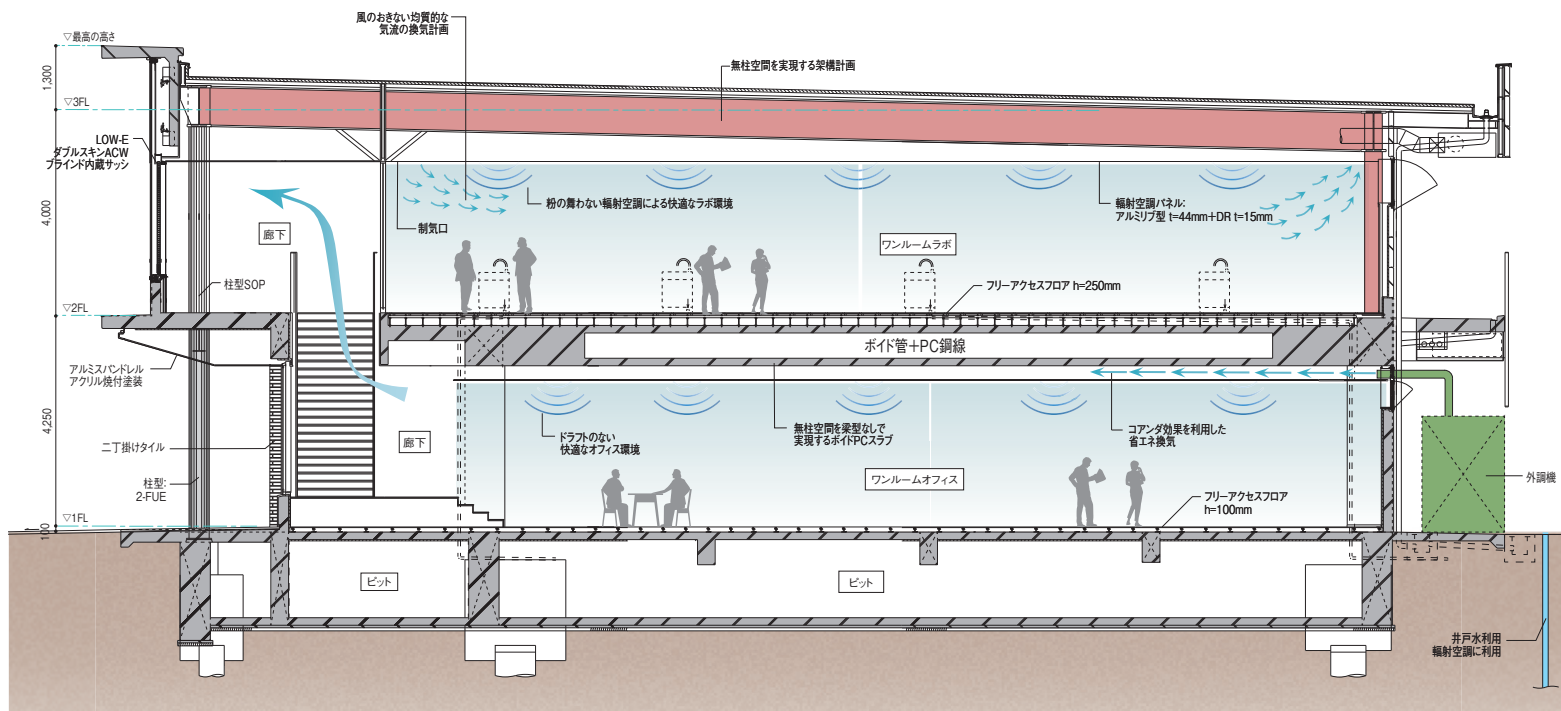 風のおきない均質的な
気流の換気計画
▽最高の高さ
1,300
▽3FL
無柱空間を実現する架構計画
LOW-E
ダブルスキンACW
ブラインド内蔵サッシ
4,000
廊下
粉の舞わない輻射空調による快適なラボ環境
制気口
ワンルームラボ
輻射空調パネル:
アルミリブ型 t=44mm+DR t=15mm
柱型SOP
フリーアクセスフロア h=250mm
▽2FL
ボイド管+PC鋼線
アルミスパンドレル
アクリル焼付塗装
4,250
二丁掛けタイル
廊下
ドラフトのない
快適なオフィス環境
無柱空間を梁型なしで
実現するボイドPCスラブ
コアンダ効果を利用した
省エネ換気
柱型:
2-FUE
ワンルームオフィス
フリーアクセスフロア
h=100mm
外調機
▽1FL
100
ピット
ピット
井戸水利用
輻射空調に利用